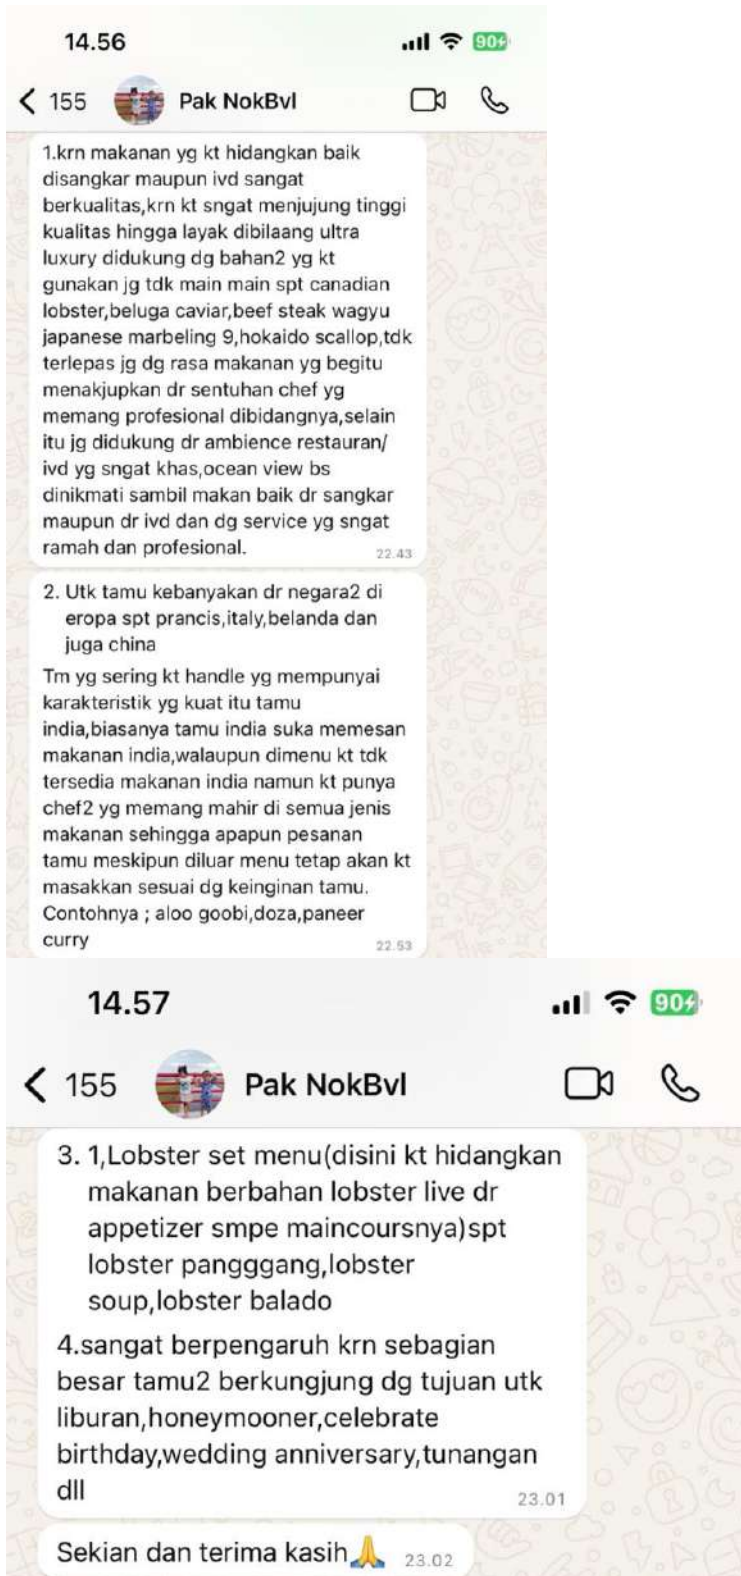 14.56
90
155
Pak NokBvl
1.krn makanan yg kt hidangkan baik
disangkar maupun ivd sangat
berkualitas,krn kt sngat menjujung tinggi
kualitas hingga layak dibilaang ultra
luxury didukung dg bahan2 yg kt
gunakan jg tdk main main spt canadian
lobster,beluga caviar,beef steak wagyu
japanese marbeling 9,hokaido scallop,tdk
terlepas jg dg rasa makanan yg begitu
menakjupkan dr sentuhan chef yg
memang profesional dibidangnya,selain
itu jg didukung dr ambience restauran/
ivd yg sngat khas,ocean view bs
dinikmati sambil makan baik dr sangkar
maupun dr ivd dan dg service yg sngat
ramah dan profesional.
22.43
2. Utk tamu kebanyakan dr negara2 di
eropa spt prancis,italy,belanda dan
juga china
Tm yg sering kt handle yg mempunyai
karakteristik yg kuat itu tamu
india,biasanya tamu india suka memesan
makanan india,walaupun dimenu kt tdk
tersedia makanan india namun kt punya
chef2 yg memang mahir di semua jenis
makanan sehingga apapun pesanan
tamu meskipun diluar menu tetap akan kt
masakkan sesuai dg keinginan tamu.
Contohnya ; aloo goobi,doza,paneer
curry
22.53
14.57
90
155
Pak NokBvl
3. 1,Lobster set menu(disini kt hidangkan
makanan berbahan lobster live dr
appetizer smpe maincoursnya)spt
lobster pangggang,lobster
soup,lobster balado
4.sangat berpengaruh krn sebagian
besar tamu2 berkungjung dg tujuan utk
liburan,honeymooner,celebrate
birthday,wedding anniversary,tunangan
dll
23.01
Sekian dan terima kasih🙏
23.02